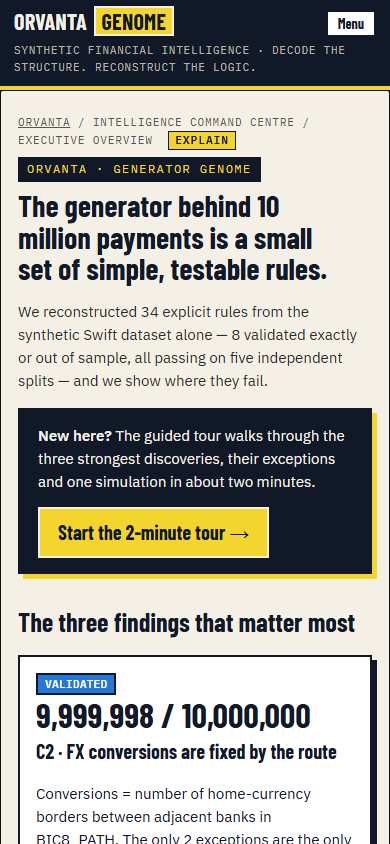 ORVANTA GENOME
Menu
SYNTHETIC FINANCIAL INTELLIGENCE · DECODE THE
STRUCTURE. RECONSTRUCT THE LOGIC.
ORVANTA / INTELLIGENCE COMMAND CENTRE /
EXECUTIVE OVERVIEW EXPLAIN
ORVANTA · GENERATOR GENOME
The generator behind 10
million payments is a small
set of simple, testable rules.
We reconstructed 34 explicit rules from the
synthetic Swift dataset alone — 8 validated exactly
or out of sample, all passing on five independent
splits — and we show where they fail.
New here? The guided tour walks through the
three strongest discoveries, their exceptions
and one simulation in about two minutes.
Start the 2-minute tour →
The three findings that matter most
VALIDATED
9,999,998 / 10,000,000
C2 · FX conversions are fixed by the route
Conversions = number of home-currency
borders between adjacent banks in
BIC8_PATH. The only 2 exceptions are the only